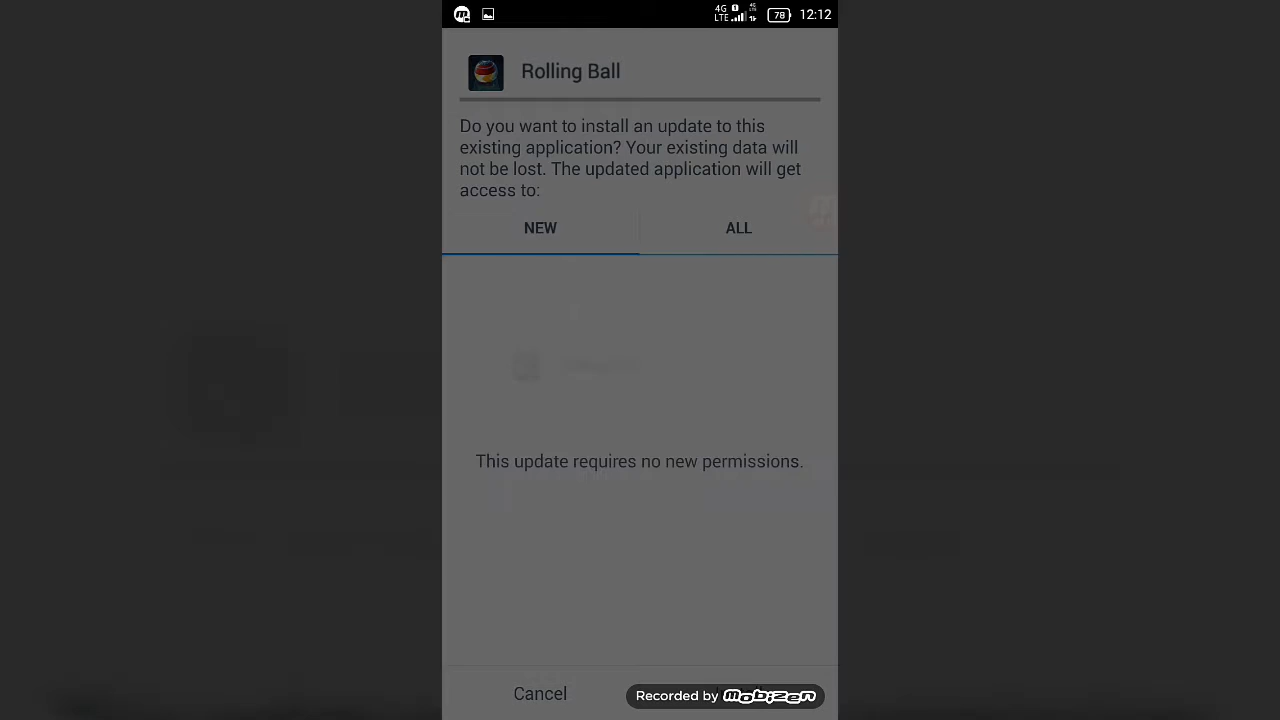 4G
LTE
4G
LTE
78
12:12
Rolling Ball
Do you want to install an update to this
existing application? Your existing data will
not be lost. The updated application will get
access to:
NEW
ALL
This update requires no new permissions.
Cancel
Recorded by Mobizen